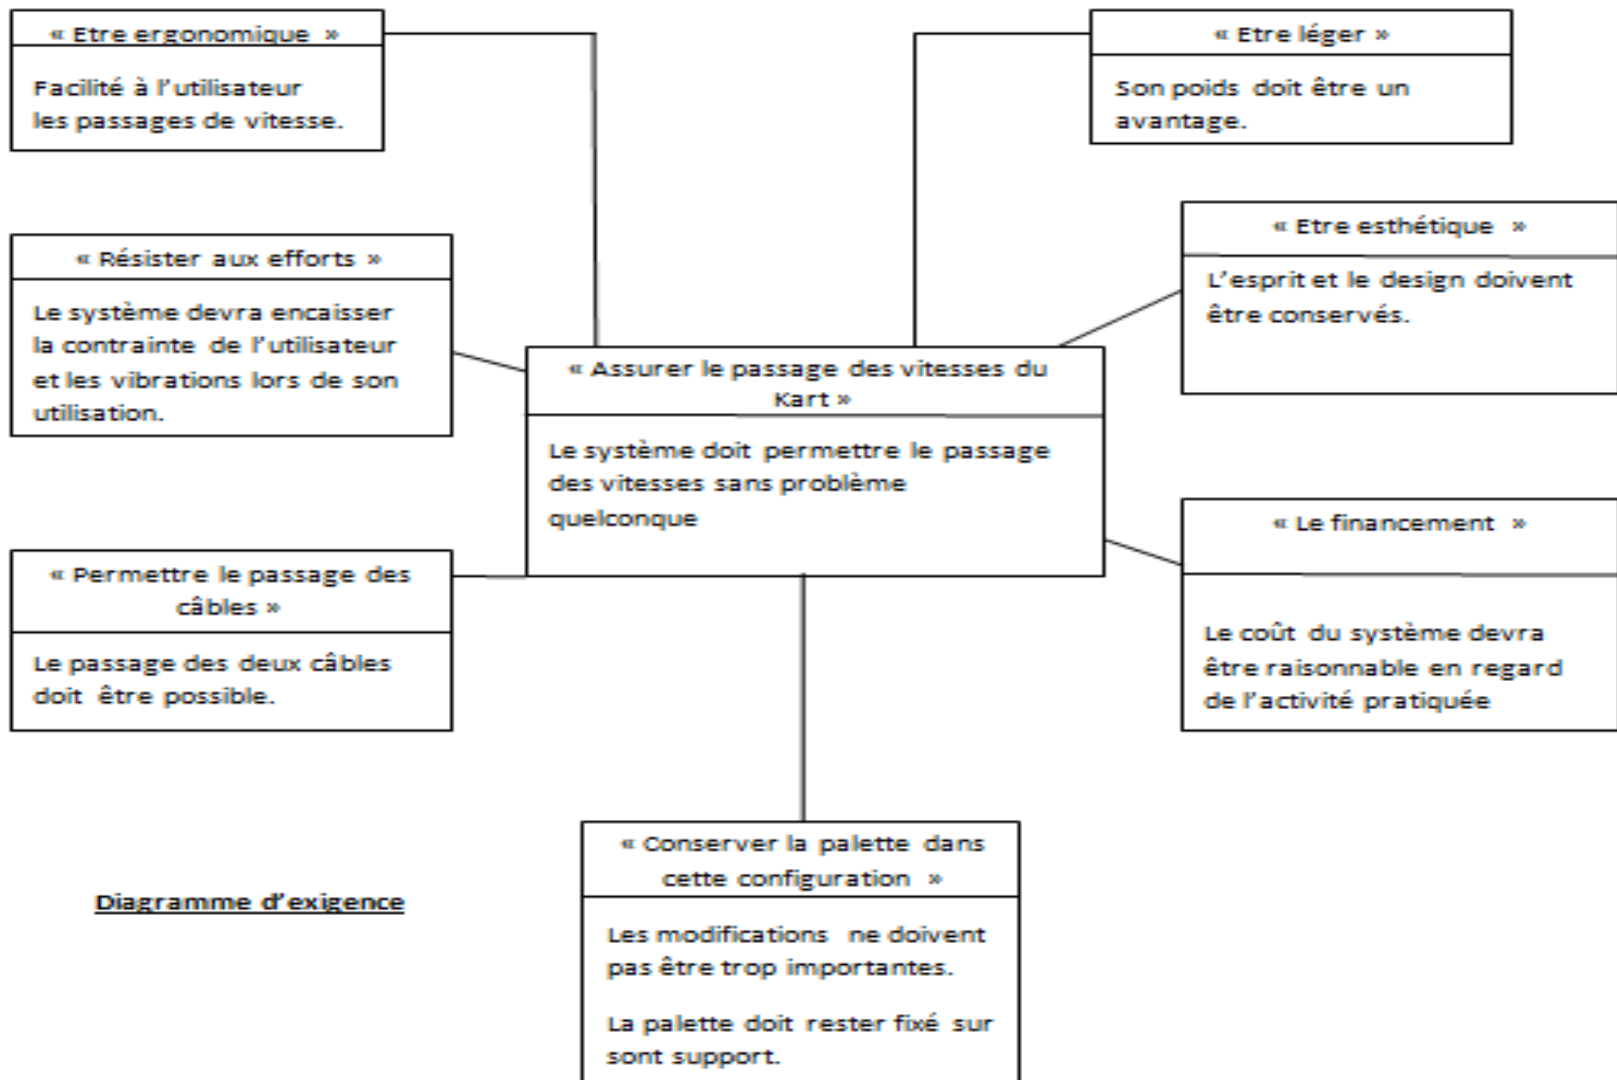 « Etre ergonomique »
Facilité à l'utilisateur
les passages de vitesse.
« Etre léger »
Son poids doit être un
avantage.
« Résister aux efforts »
Le système devra encaisser
la contrainte de l'utilisateur
et les vibrations lors de son
utilisation.
« Etre esthétique »
L'esprit et le design doivent
être conservés.
« Assurer le passage des vitesses du
Kart »
Le système doit permettre le passage
des vitesses sans problème
quelconque
« Permettre le passage des
câbles »
Le passage des deux câbles
doit être possible.
« Le financement »
Le coût du système devra
être raisonnable en regard
de l'activité pratiquée
« Conserver la palette dans
cette configuration »
Les modifications ne doivent
pas être trop importantes.
La palette doit rester fixé sur
sont support.
Diagramme d'exigence